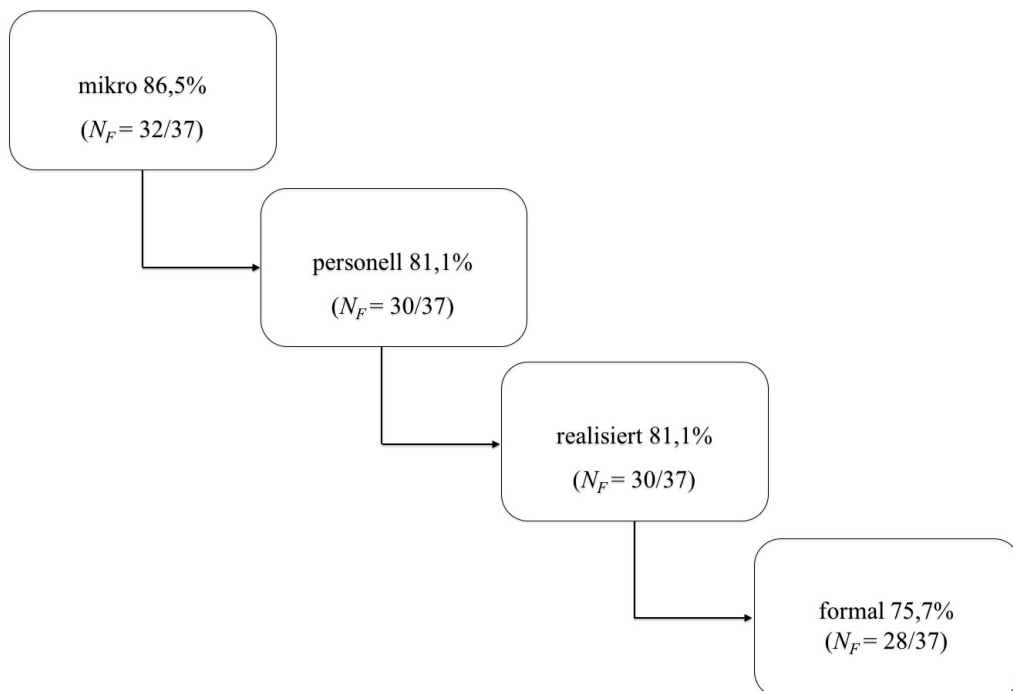 mikro 86,5%
(N_F = 32/37)
personell 81,1%
(N_F = 30/37)
realisiert 81,1%
(N_F = 30/37)
formal 75,7%
(N_F = 28/37)